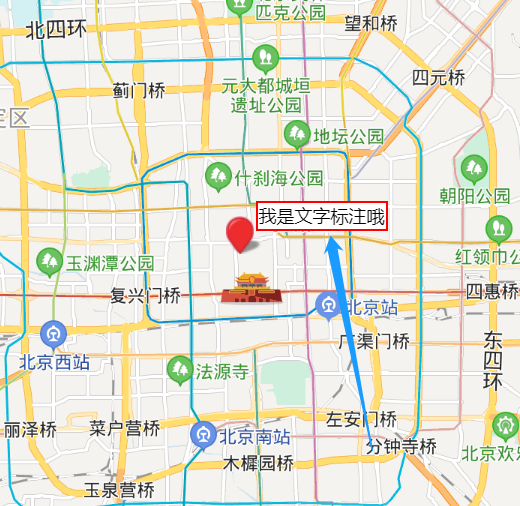 匹克公园
北四环
望和桥
四元桥
蓟门桥
元大都城垣
遗址公园
定区
地坛公园
什刹海公园
朝阳公园
我是文字标注哦
玉渊潭公园
红领巾公
复兴门桥
四惠桥
北京站
北京西站
广渠门桥
东四环
法源寺
左安门桥
丽泽桥
菜户营桥
北京南站
分钟寺桥
北京欢乐
木樨园桥
玉泉营桥